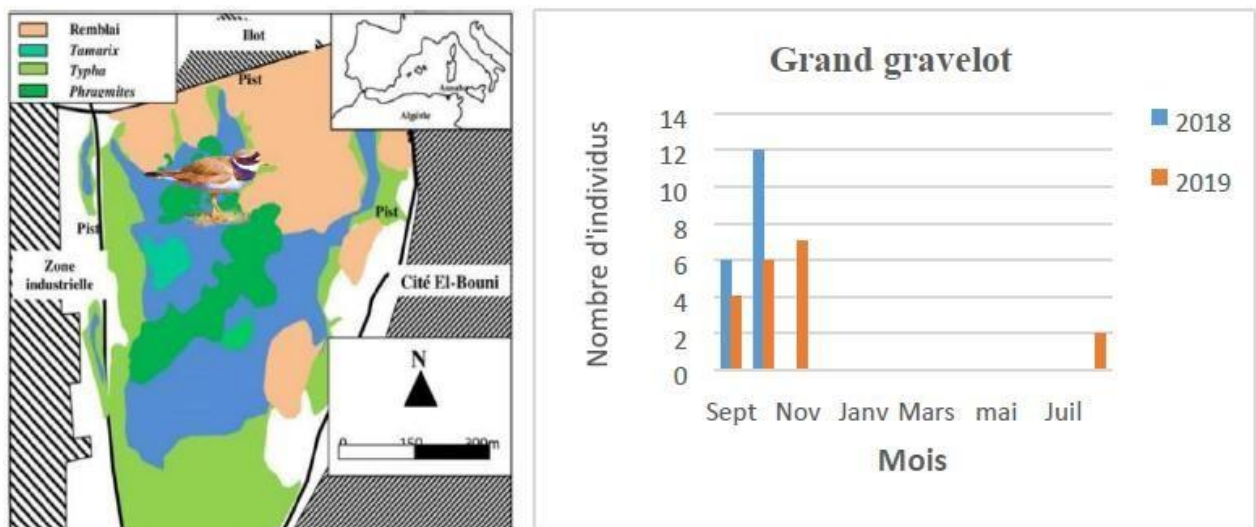 Remblai
Tamarix
Typha
Phragmites
Ilot
Pist
Annaba
Algérie
Pist
Pist
Zone
industrielle
Cité El-Bouni
N
0 150 300m
Grand gravelot
Nombre d'individus
14
12
10
8
6
4
2
0
Sept Nov Janv Mars mai Juil
Mois
2018
2019